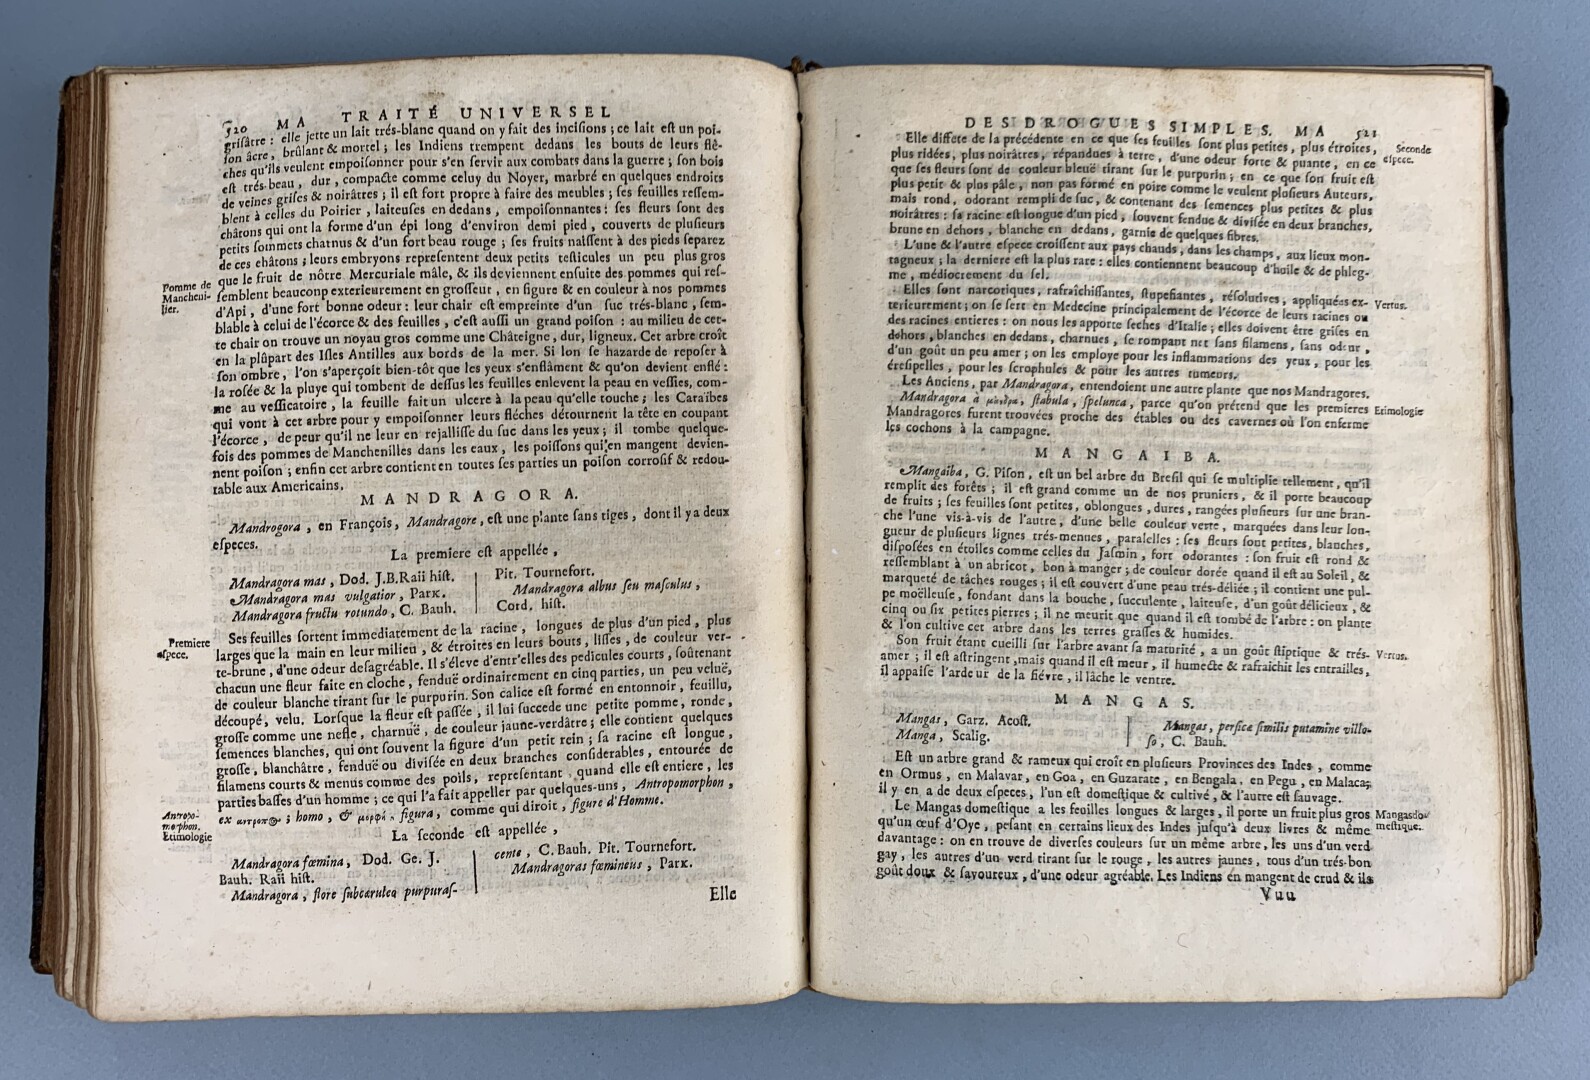 520 MA TRAITÉ UNIVERSEL
griſâtre : elle jette un lait trés-blanc quand on y fait des inciſions ; ce lait eſt un poi-
ſon âcre, brûlant & mortel ; les Indiens trempent dedans les bouts de leurs flé-
ches qu'ils veulent empoiſonner pour s'en ſervir aux combats dans la guerre ; ſon bois
eſt trés-beau, dur, compacte comme celuy du Noyer, marbré en quelques endroits
de veines griſes & noirâtres ; il eſt fort propre à faire des meubles ; ſes feuilles reſſem-
blent à celles du Poirier, laiteuſes en dedans, empoiſonnantes : ſes fleurs ſont des
châtons qui ont la forme d'un épi long d'environ demi pied, couverts de pluſieurs
petits ſommets chatnus & d'un fort beau rouge ; ſes fruits naiſſent à des pieds ſeparez
de ces châtons ; leurs embryons repreſentent deux petits teſticules un peu plus gros
que le fruit de nôtre Mercuriale mâle, & ils deviennent enſuite des pommes qui reſ-
Pomme de
Mancheni-
lier.
ſemblent beaucoup exterieurement en groſſeur, en figure & en couleur à nos pommes
d'Api, d'une fort bonne odeur : leur chair eſt empreinte d'un ſuc trés-blanc, ſem-
blable à celui de l'écorce & des feuilles, c'eſt auſſi un grand poiſon : au milieu de cet-
te chair on trouve un noyau gros comme une Châteigne, dur, ligneux. Cet arbre croît
en la plûpart des Iſles Antilles aux bords de la mer. Si lon ſe hazarde de repoſer à
ſon ombre, l'on s'aperçoit bien-tôt que les yeux s'enflâment & qu'on devient enflé :
la roſée & la pluye qui tombent de deſſus les feuilles enlevent la peau en veſſies, com-
me au veſſicatoire, la feuille fait un ulcere à la peau qu'elle touche ; les Caraïbes
qui vont à cet arbre pour y empoiſonner leurs fléches détournent la tête en coupant
l'écorce, de peur qu'il ne leur en rejalliſſe du ſuc dans les yeux ; il tombe quelque-
fois des pommes de Manchenilles dans les eaux, les poiſſons qui en mangent devien-
nent poiſon ; enfin cet arbre contient en toutes ſes parties un poiſon corroſif & redou-
table aux Americains.
MANDRAGORA.
Mandrogora, en François, Mandragore, eſt une plante ſans tiges, dont il y a deux
eſpeces.
La premiere eſt appellée,
Mandragora mas, Dod. J.B. Raii hiſt.
Mandragora mas vulgatior, Park.
Mandragora fructu rotundo, C. Bauh.
Pit. Tournefort.
Mandragora albus ſeu maſculus,
Cord, hiſt.
Premiere
eſpece.
Ses feuilles ſortent immediatement de la racine, longues de plus d'un pied, plus
larges que la main en leur milieu, & étroites en leurs bouts, liſſes, de couleur ver-
te-brune, d'une odeur deſagréable. Il s'éleve d'entr'elles des pedicules courts, ſoûtenant
chacun une fleur faite en cloche, fenduë ordinairement en cinq parties, un peu veluë,
de couleur blanche tirant ſur le purpurin. Son calice eſt formé en entonnoir, feuillu,
découpé, velu. Lorſque la fleur eſt paſſée, il lui ſuccede une petite pomme, ronde,
groſſe comme une nefle, charnuë, de couleur jaune-verdâtre ; elle contient quelques
ſemences blanches, qui ont ſouvent la figure d'un petit rein ; ſa racine eſt longue,
groſſe, blanchâtre, fenduë ou diviſée en deux branches conſiderables, entourée de
filamens courts & menus comme des poils, repreſentant, quand elle eſt entiere, les
parties baſſes d'un homme ; ce qui l'a fait appeller par quelques-uns, Antropomorphon,
Antropo-
morphon.
Etimologie
ex ; homo, & figura, comme qui diroit, figure d'Homme.
La ſeconde eſt appellée,
Mandragora fœmina, Dod. Ge. J.
Bauh. Raii hiſt.
Mandragora, flore ſubcæruleo purpuraſ-
cente, C. Bauh. Pit. Tournefort.
Mandragoras fœmineus, Park.
Elle
DES DROGUES SIMPLES. MA 521
Elle differe de la précédente en ce que ſes feuilles ſont plus petites, plus étroites,
Seconde
eſpece.
plus ridées, plus noirâtres, répandues à terre, d'une odeur forte & puante, en ce
que ſes fleurs ſont de couleur bleuë tirant ſur le purpurin ; en ce que ſon fruit eſt
plus petit & plus pâle, non pas formé en poire comme le veulent pluſieurs Auteurs,
mais rond, odorant rempli de ſuc, & contenant des ſemences plus petites & plus
noirâtres : ſa racine eſt longue d'un pied, ſouvent fenduë & diviſée en deux branches,
brune en dehors, blanche en dedans, garnie de quelques fibres.
L'une & l'autre eſpece croiſſent aux pays chauds, dans les champs, aux lieux mon-
tagneux ; la derniere eſt la plus rare : elles contiennent beaucoup d'huile & de phleg-
me, médiocrement du ſel.
Elles ſont narcotiques, rafraîchiſſantes, ſtupefiantes, réſolutives, appliquées ex-
Vertus.
terieurement ; on ſe ſert en Medecine principalement de l'écorce de leurs racines ou
des racines entieres : on nous les apporte ſeches d'Italie ; elles doivent être griſes en
dehors, blanches en dedans, charnues, ſe rompant net ſans filamens, ſans odeur,
d'un goût un peu amer ; on les employe pour les inflammations des yeux, pour les
éreſipelles, pour les ſcrophules & pour les autres tumeurs.
Les Anciens, par Mandragora, entendoient une autre plante que nos Mandragores.
Mandragora à μάνδρα, ſtabula, ſpelunca, parce qu'on prétend que les premieres
Etimologie
Mandragores furent trouvées proche des étables ou des cavernes où l'on enferme
les cochons à la campagne.
MANGAIBA.
Mangaiba, G. Piſon, eſt un bel arbre du Breſil qui ſe multiplie tellement, qu'il
remplit des forêts ; il eſt grand comme un de nos pruniers, & il porte beaucoup
de fruits ; ſes feuilles ſont petites, oblongues, dures, rangées pluſieurs ſur une bran-
che l'une vis-à-vis de l'autre, d'une belle couleur verte, marquées dans leur lon-
gueur de pluſieurs lignes trés-mennes, paralelles : ſes fleurs ſont petites, blanches,
diſpoſées en étoiles comme celles du Jaſmin, fort odorantes : ſon fruit eſt rond &
reſſemblant à un abricot, bon à manger ; de couleur dorée quand il eſt au Soleil, &
marqueté de tâches rouges ; il eſt couvert d'une peau trés-déliée ; il contient une pul-
pe moëlleuſe, fondant dans la bouche, ſucculente, laiteuſe, d'un goût délicieux, &
cinq ou ſix petites pierres ; il ne meurit que quand il eſt tombé de l'arbre : on plante
& l'on cultive cet arbre dans les terres graſſes & humides.
Son fruit étant cueilli ſur l'arbre avant ſa maturité, a un goût ſtiptique & trés-
Vertus.
amer ; il eſt aſtringent, mais quand il eſt meur, il humecte & rafraichit les entrailles,
il appaiſe l'ardeur de la fiévre, il lâche le ventre.
MANGAS.
Mangas, Garz. Acoſt.
Manga, Scalig.
Mangas, perſicæ ſimilis putamine villo-
ſo, C. Bauh.
Eſt un arbre grand & rameux qui croît en pluſieurs Provinces des Indes, comme
en Ormus, en Malavar, en Goa, en Guzarate, en Bengala, en Pegu, en Malaca ;
il y en a de deux eſpeces, l'un eſt domeſtique & cultivé, & l'autre eſt ſauvage.
Le Mangas domeſtique a les feuilles longues & larges, il porte un fruit plus gros
Mangas do-
meſtique.
qu'un œuf d'Oye, peſant en certains lieux des Indes juſqu'à deux livres & même
davantage : on en trouve de diverſes couleurs ſur un même arbre, les uns d'un verd
gay, les autres d'un verd tirant ſur le rouge, les autres jaunes, tous d'un trés-bon
goût doux & ſavoureux, d'une odeur agréable. Les Indiens en mangent de crud & ils
Vuu